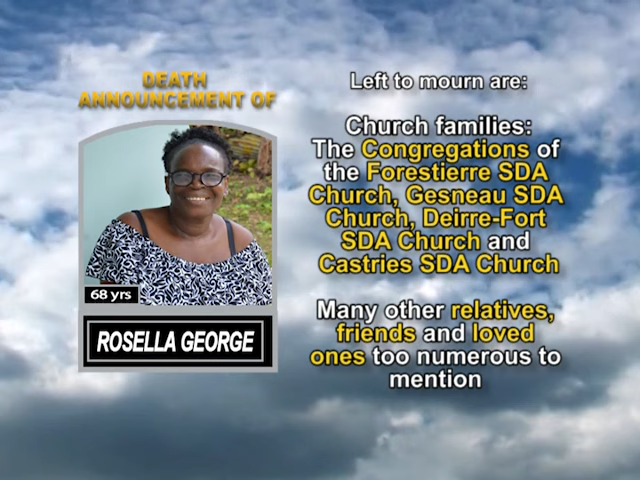 DEATH
ANNOUNCEMENT OF
68 yrs
ROSELLA GEORGE
Left to mourn are:
Church families:
The Congregations of
the Forestierre SDA
Church, Gesneau SDA
Church, Deirre-Fort
SDA Church and
Castries SDA Church
Many other relatives,
friends and loved
ones too numerous to
mention